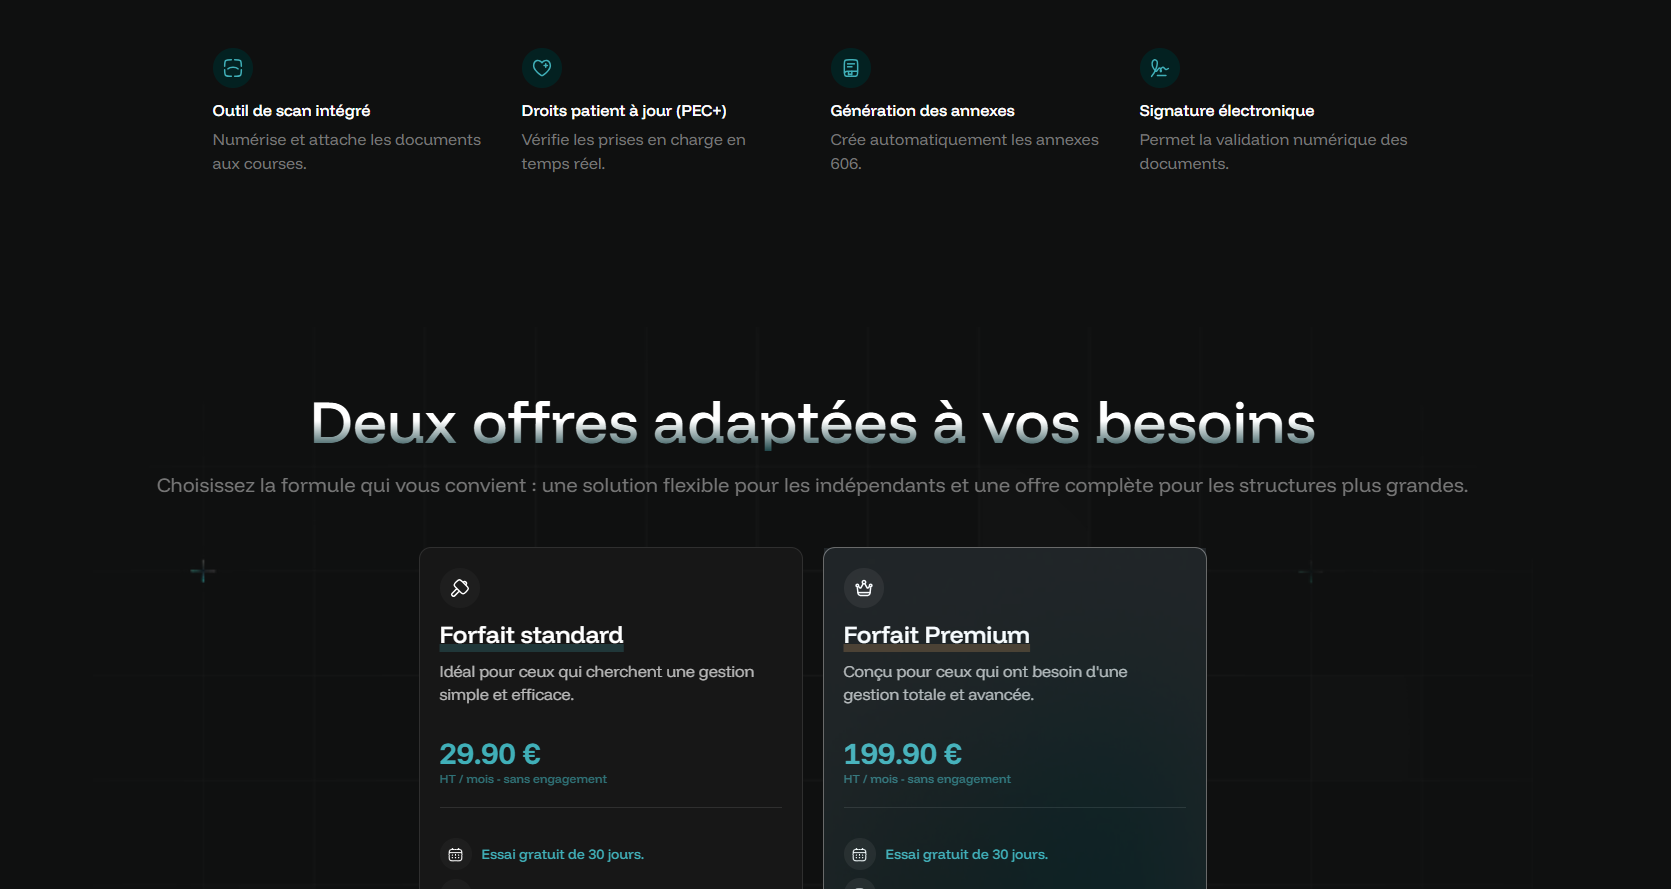 Outil de scan intégré
Numérise et attache les documents
aux courses.
Droits patient à jour (PEC+)
Vérifie les prises en charge en
temps réel.
Génération des annexes
Crée automatiquement les annexes
606.
Signature électronique
Permet la validation numérique des
documents.
Deux offres adaptées à vos besoins
Choisissez la formule qui vous convient : une solution flexible pour les indépendants et une offre complète pour les structures plus grandes.
Forfait standard
Idéal pour ceux qui cherchent une gestion
simple et efficace.
29.90 €
HT / mois - sans engagement
Essai gratuit de 30 jours.
Forfait Premium
Conçu pour ceux qui ont besoin d'une
gestion totale et avancée.
199.90 €
HT / mois - sans engagement
Essai gratuit de 30 jours.